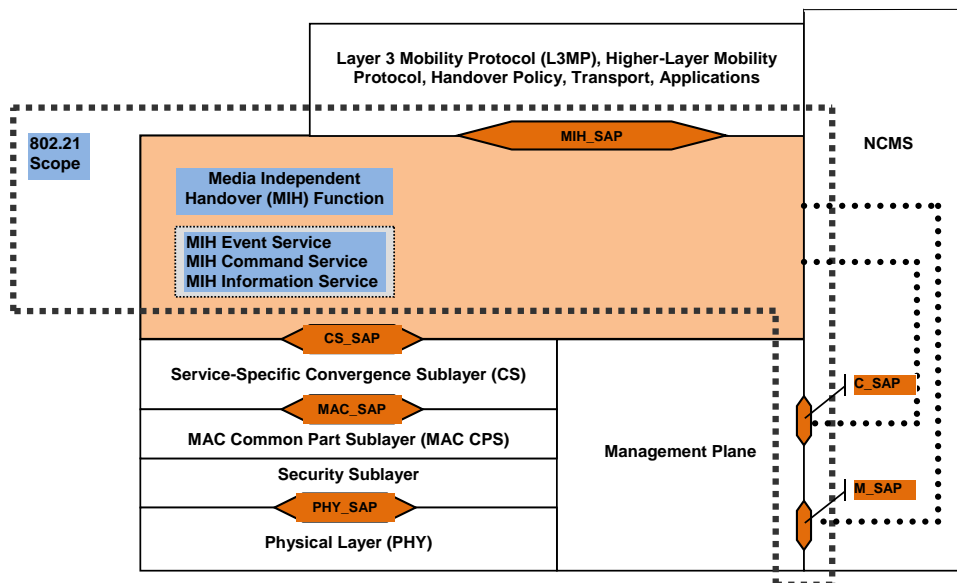 Layer 3 Mobility Protocol (L3MP), Higher-Layer Mobility
Protocol, Handover Policy, Transport, Applications
802.21
Scope
MIH_SAP
NCMS
Media Independent
Handover (MIH) Function
MIH Event Service
MIH Command Service
MIH Information Service
CS_SAP
Service-Specific Convergence Sublayer (CS)
C_SAP
MAC_SAP
MAC Common Part Sublayer (MAC CPS)
Management Plane
Security Sublayer
M_SAP
PHY_SAP
Physical Layer (PHY)